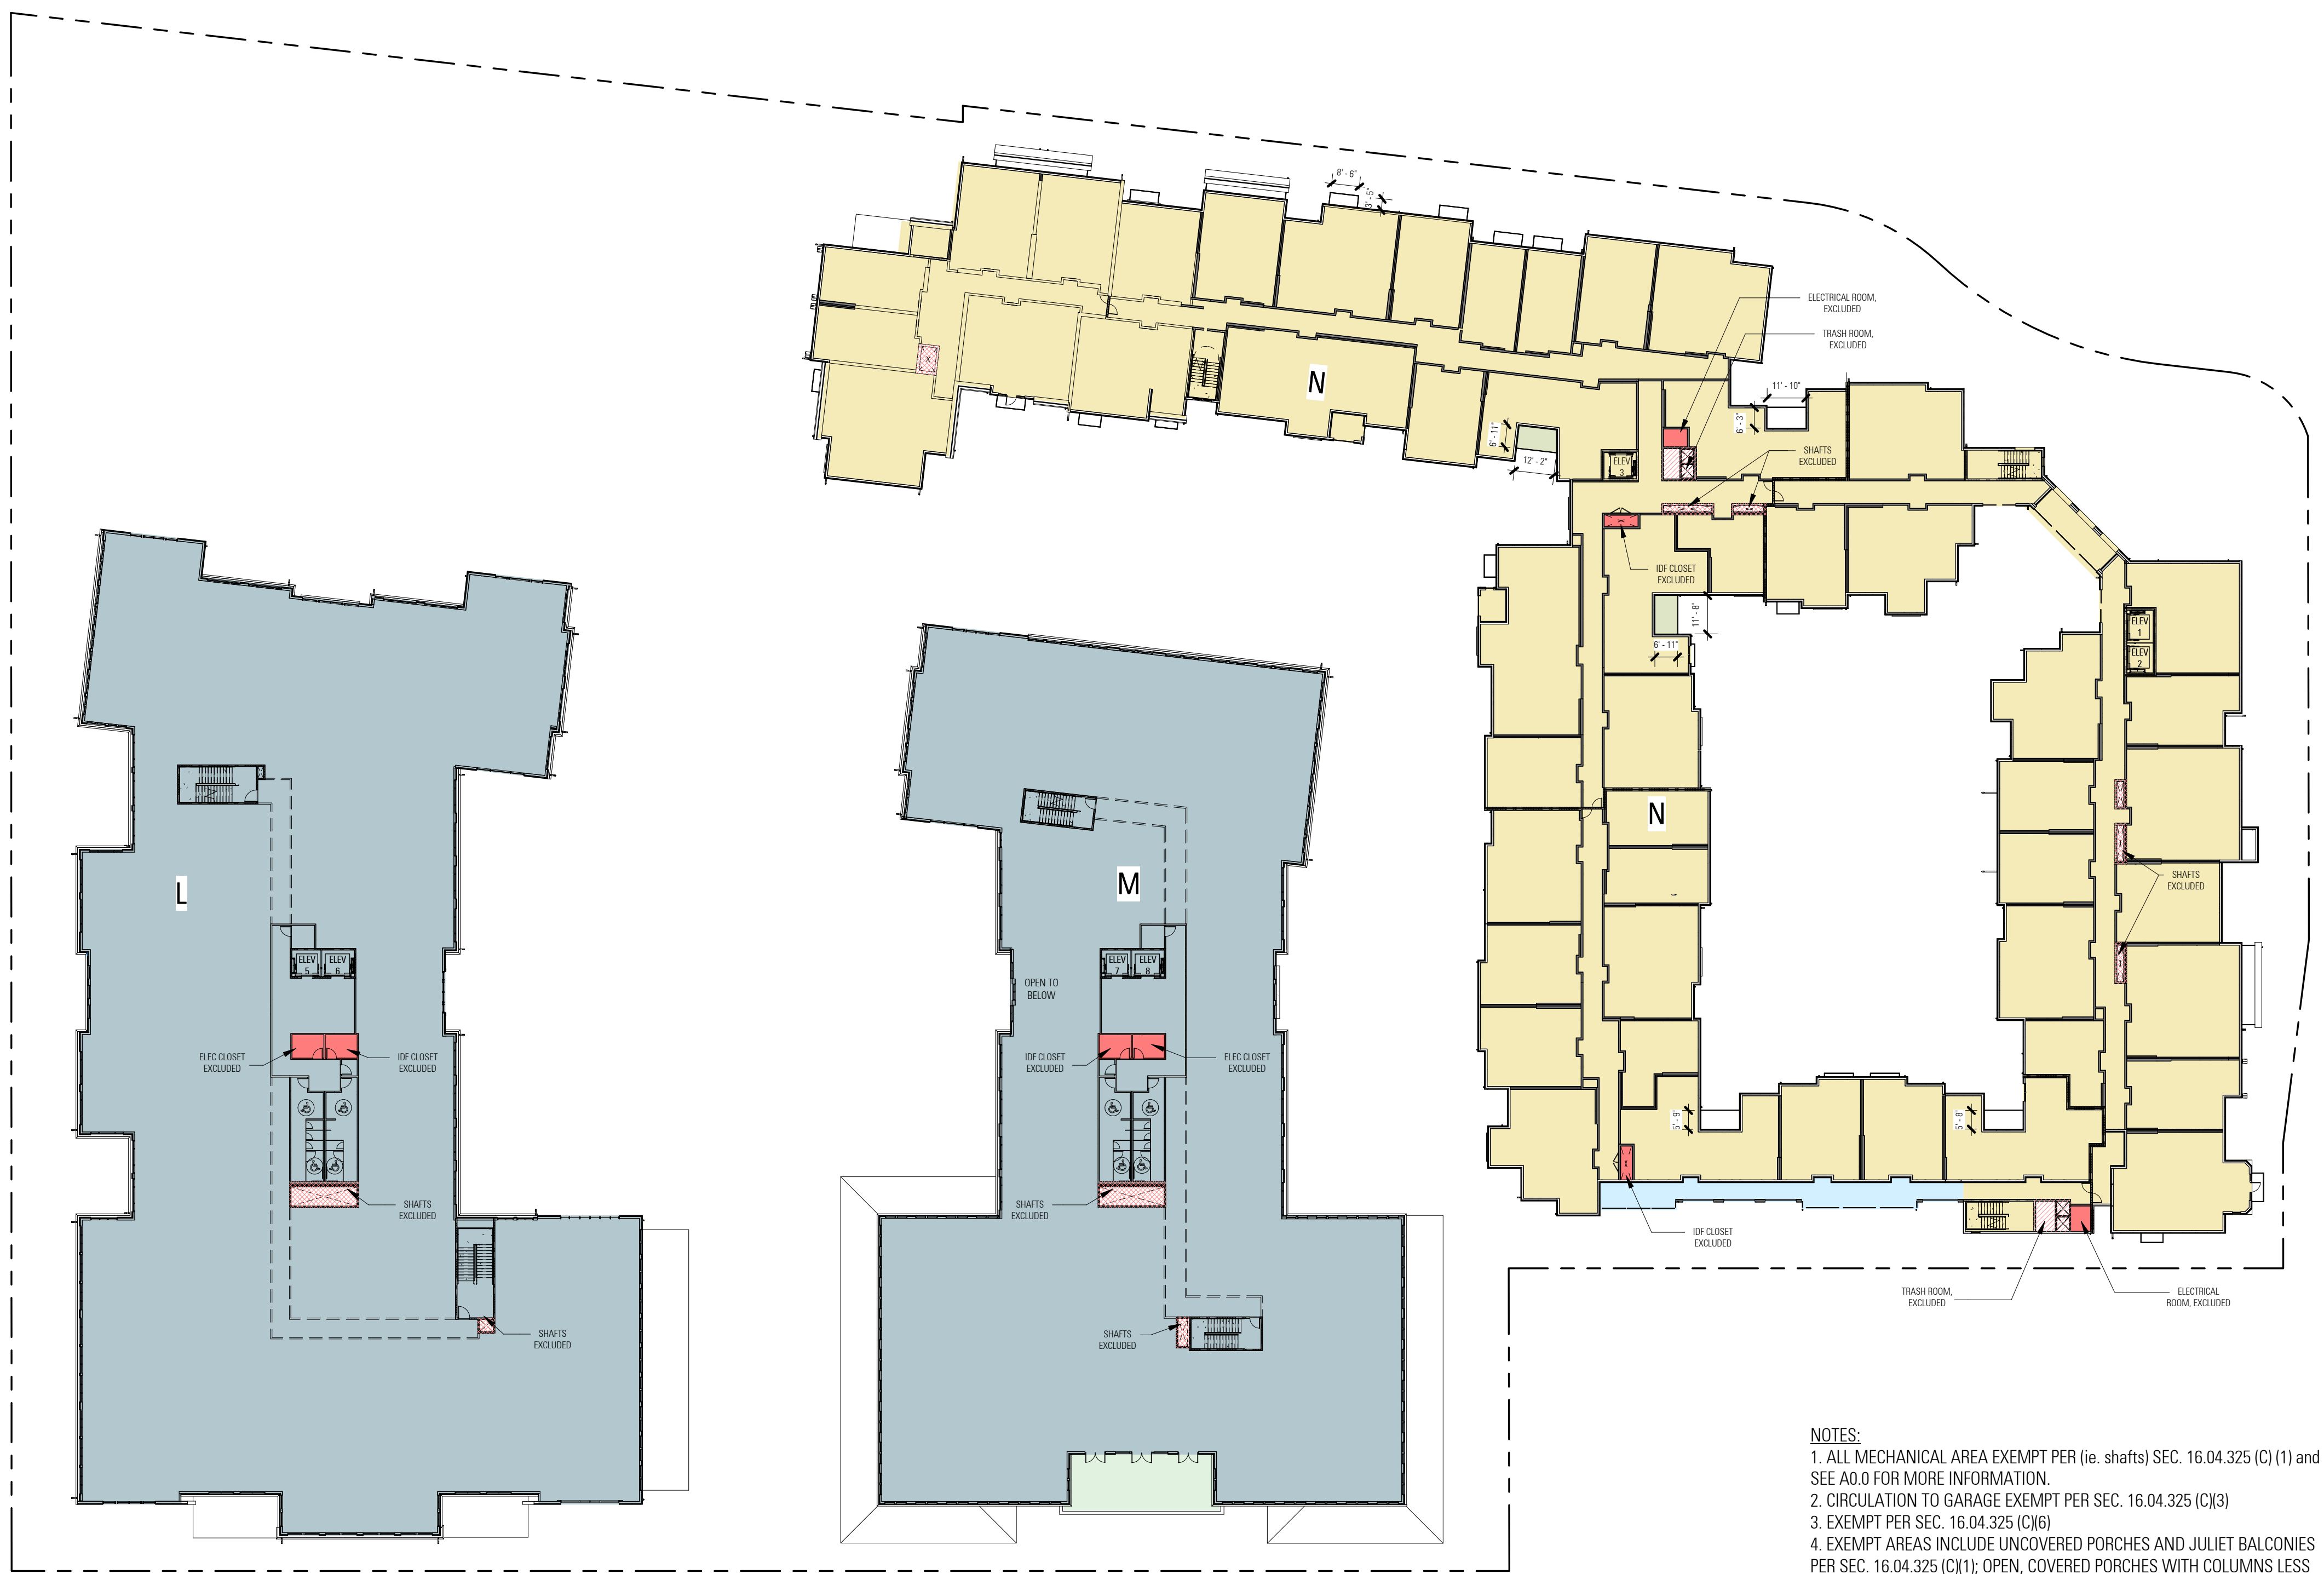 8' - 6"
3' - 5"
ELECTRICAL ROOM,
EXCLUDED
TRASH ROOM,
EXCLUDED
N
11' - 10"
6' - 3"
6' - 11"
12' - 2"
ELEV
3
SHAFTS
EXCLUDED
IDF CLOSET
EXCLUDED
11' - 8"
6' - 11"
ELEV
1
ELEV
2
N
SHAFTS
EXCLUDED
L
M
ELEV
5
ELEV
6
ELEV
7
ELEV
8
OPEN TO
BELOW
ELEC CLOSET
EXCLUDED
IDF CLOSET
EXCLUDED
IDF CLOSET
EXCLUDED
ELEC CLOSET
EXCLUDED
5' - 9"
5' - 8"
SHAFTS
EXCLUDED
SHAFTS
EXCLUDED
IDF CLOSET
EXCLUDED
TRASH ROOM,
EXCLUDED
ELECTRICAL
ROOM, EXCLUDED
SHAFTS
EXCLUDED
SHAFTS
EXCLUDED
NOTES:
1. ALL MECHANICAL AREA EXEMPT PER (ie. shafts) SEC. 16.04.325 (C) (1) and
SEE A0.0 FOR MORE INFORMATION.
2. CIRCULATION TO GARAGE EXEMPT PER SEC. 16.04.325 (C)(3)
3. EXEMPT PER SEC. 16.04.325 (C)(6)
4. EXEMPT AREAS INCLUDE UNCOVERED PORCHES AND JULIET BALCONIES
PER SEC. 16.04.325 (C)(1); OPEN, COVERED PORCHES WITH COLUMNS LESS